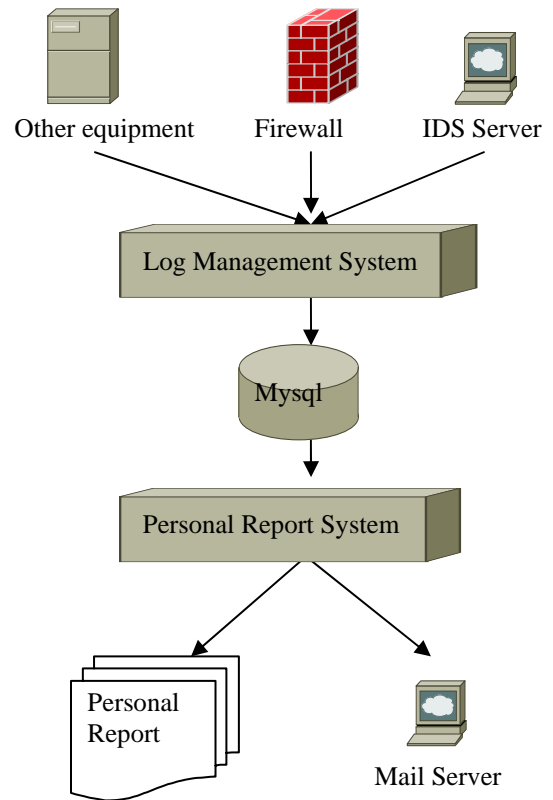 Other equipment
Firewall
IDS Server
Log Management System
Mysql
Personal Report System
Personal
Report
Mail Server